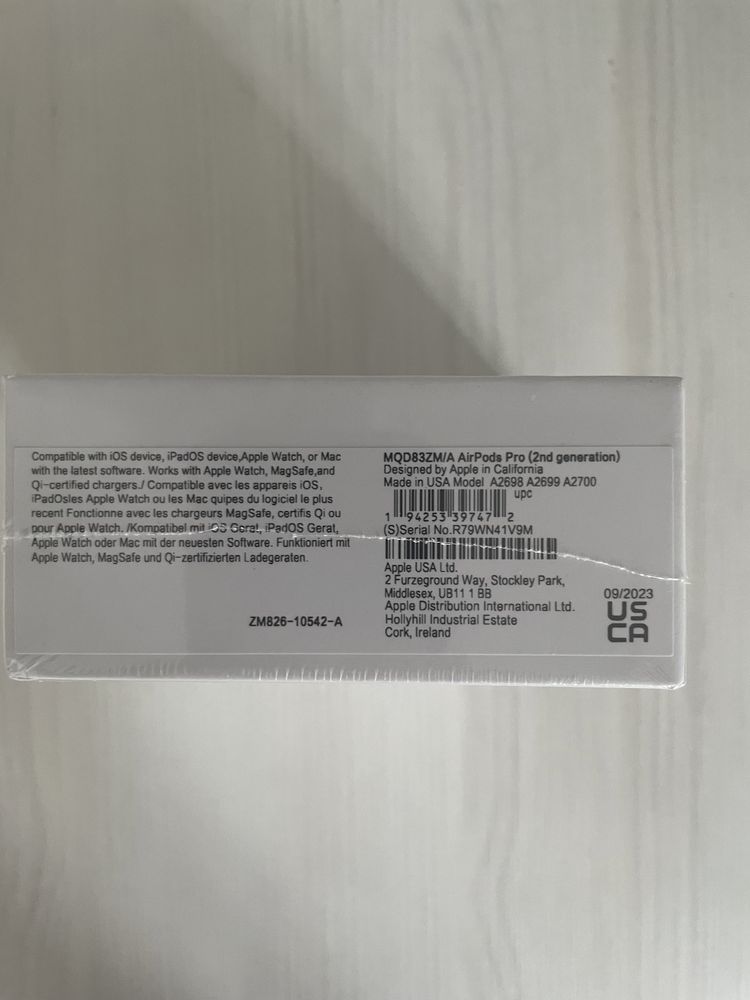 Compatible with iOS device, iPadOS device,Apple Watch, or Mac
with the latest software. Works with Apple Watch, MagSafe,and
Qi-certified chargers./ Compatible avec les appareis iOS,
iPadOsles Apple Watch ou les Mac quipes du logiciel le plus
recent Fonctionne avec les chargeurs MagSafe, certifis Qi ou
pour Apple Watch. /Kompatibel mit iOS Gerat, iPadOS Gerat,
Apple Watch oder Mac mit der neuesten Software. Funktioniert mit
Apple Watch, MagSafe und Qi-zertifizierten Ladegeraten.
ZM826-10542-A
MQD83ZM/A AirPods Pro (2nd generation)
Designed by Apple in California
Made in USA Model A2698 A2699 A2700
upc
1 94253 39747 2
(S)Serial No.R79WN41V9M
Apple USA Ltd.
2 Furzeground Way, Stockley Park,
Middlesex, UB11 1 BB
Apple Distribution International Ltd.
Hollyhill Industrial Estate
Cork, Ireland
09/2023
US
CA